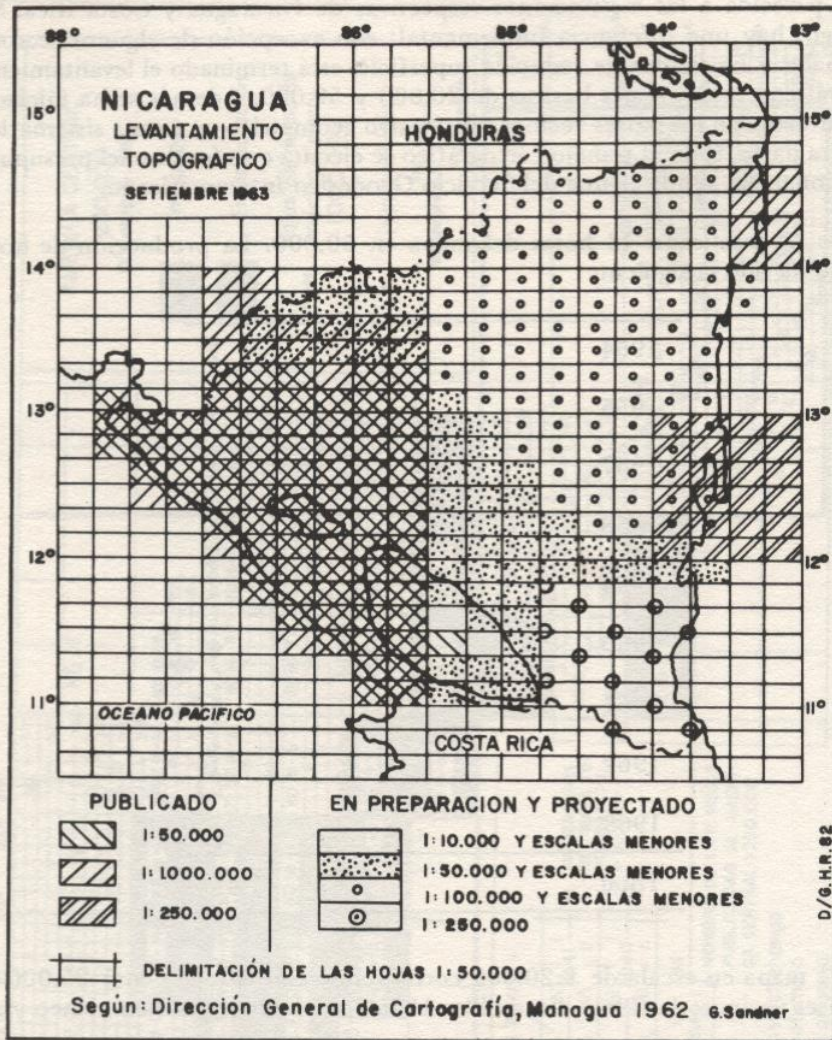 88°
86°
85°
84°
83°
NICARAGUA
LEVANTAMIENTO
TOPOGRAFICO
SETIEMBRE 1963
HONDURAS
15°
15°
14°
14°
13°
13°
12°
12°
11°
11°
OCEANO PACIFICO
COSTA RICA
PUBLICADO
1:50.000
1:1.000.000
1:250.000
EN PREPARACION Y PROYECTADO
1:10.000 Y ESCALAS MENORES
1:50.000 Y ESCALAS MENORES
1:100.000 Y ESCALAS MENORES
1:250.000
DELIMITACIÓN DE LAS HOJAS 1:50.000
Según: Dirección General de Cartografía, Managua 1962 G.Sandner
D/G.H.R.82